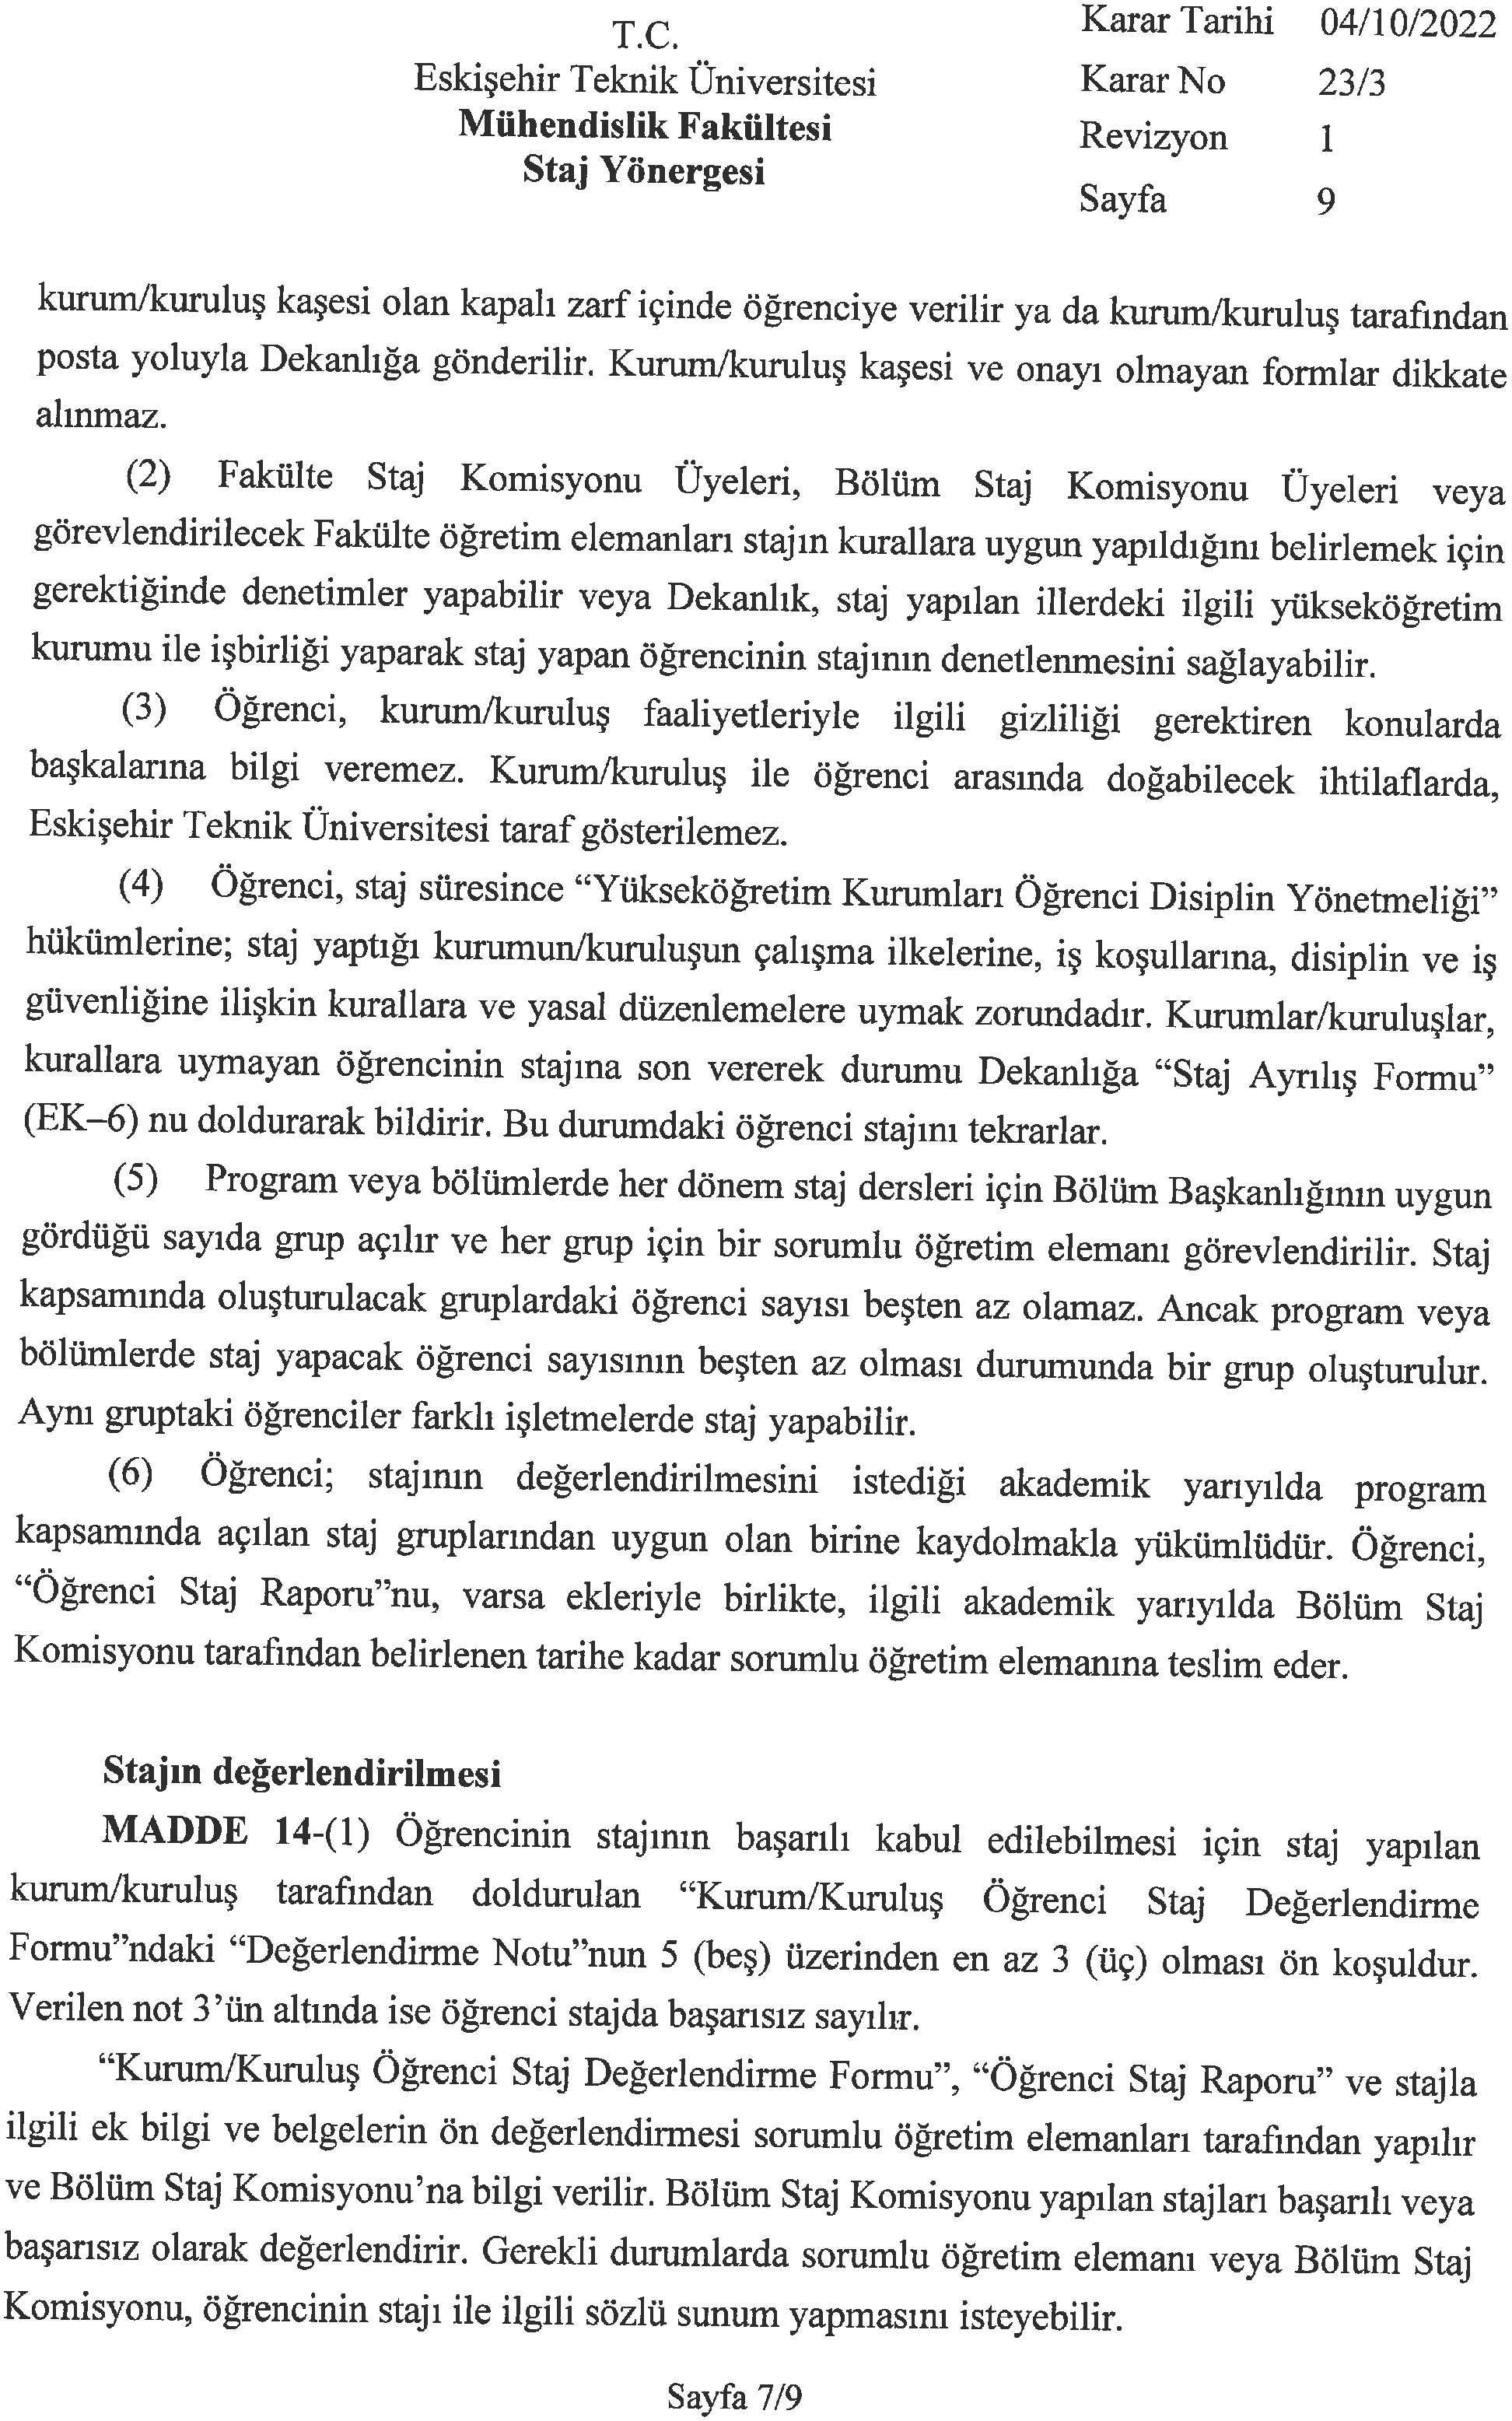 T.C.
Eskişehir Teknik Üniversitesi
Mühendislik Fakültesi
Staj Yönergesi
Karar Tarihi 04/10/2022
Karar No 23/3
Revizyon 1
Sayfa 9
kurum/kuruluş kaşesi olan kapalı zarf içinde öğrenciye verilir ya da kurum/kuruluş tarafından
posta yoluyla Dekanlığa gönderilir. Kurum/kuruluş kaşesi ve onayı olmayan formlar dikkate
alınmaz.
(2) Fakülte Staj Komisyonu Üyeleri, Bölüm Staj Komisyonu Üyeleri veya
görevlendirilecek Fakülte öğretim elemanları stajın kurallara uygun yapıldığını belirlemek için
gerektiğinde denetimler yapabilir veya Dekanlık, staj yapılan illerdeki ilgili yükseköğretim
kurumu ile işbirliği yaparak staj yapan öğrencinin stajının denetlenmesini sağlayabilir.
(3) Öğrenci, kurum/kuruluş faaliyetleriyle ilgili gizliliği gerektiren konularda
başkalarına bilgi veremez. Kurum/kuruluş ile öğrenci arasında doğabilecek ihtilaflarda,
Eskişehir Teknik Üniversitesi taraf gösterilemez.
(4) Öğrenci, staj süresince “Yükseköğretim Kurumları Öğrenci Disiplin Yönetmeliği”
hükümlerine; staj yaptığı kurumun/kuruluşun çalışma ilkelerine, iş koşullarına, disiplin ve iş
güvenliğine ilişkin kurallara ve yasal düzenlemelere uymak zorundadır. Kurumlar/kuruluşlar,
kurallara uymayan öğrencinin stajına son vererek durumu Dekanlığa “Staj Ayrılış Formu”
(EK–6) nu doldurarak bildirir. Bu durumdaki öğrenci stajını tekrarlar.
(5) Program veya bölümlerde her dönem staj dersleri için Bölüm Başkanlığının uygun
gördüğü sayıda grup açılır ve her grup için bir sorumlu öğretim elemanı görevlendirilir. Staj
kapsamında oluşturulacak gruplardaki öğrenci sayısı beşten az olamaz. Ancak program veya
bölümlerde staj yapacak öğrenci sayısının beşten az olması durumunda bir grup oluşturulur.
Aynı gruptaki öğrenciler farklı işletmelerde staj yapabilir.
(6) Öğrenci; stajının değerlendirilmesini istediği akademik yarıyılda program
kapsamında açılan staj gruplarından uygun olan birine kaydolmakla yükümlüdür. Öğrenci,
“Öğrenci Staj Raporu”nu, varsa ekleriyle birlikte, ilgili akademik yarıyılda Bölüm Staj
Komisyonu tarafından belirlenen tarihe kadar sorumlu öğretim elemanına teslim eder.
Stajın değerlendirilmesi
MADDE 14-(1) Öğrencinin stajının başarılı kabul edilebilmesi için staj yapılan
kurum/kuruluş tarafından doldurulan “Kurum/Kuruluş Öğrenci Staj Değerlendirme
Formu”ndaki “Değerlendirme Notu”nun 5 (beş) üzerinden en az 3 (üç) olması ön koşuldur.
Verilen not 3’ün altında ise öğrenci stajda başarısız sayılır.
“Kurum/Kuruluş Öğrenci Staj Değerlendirme Formu”, “Öğrenci Staj Raporu” ve stajla
ilgili ek bilgi ve belgelerin ön değerlendirmesi sorumlu öğretim elemanları tarafından yapılır
ve Bölüm Staj Komisyonu’na bilgi verilir. Bölüm Staj Komisyonu yapılan stajları başarılı veya
başarısız olarak değerlendirir. Gerekli durumlarda sorumlu öğretim elemanı veya Bölüm Staj
Komisyonu, öğrencinin stajı ile ilgili sözlü sunum yapmasını isteyebilir.
Sayfa 7/9